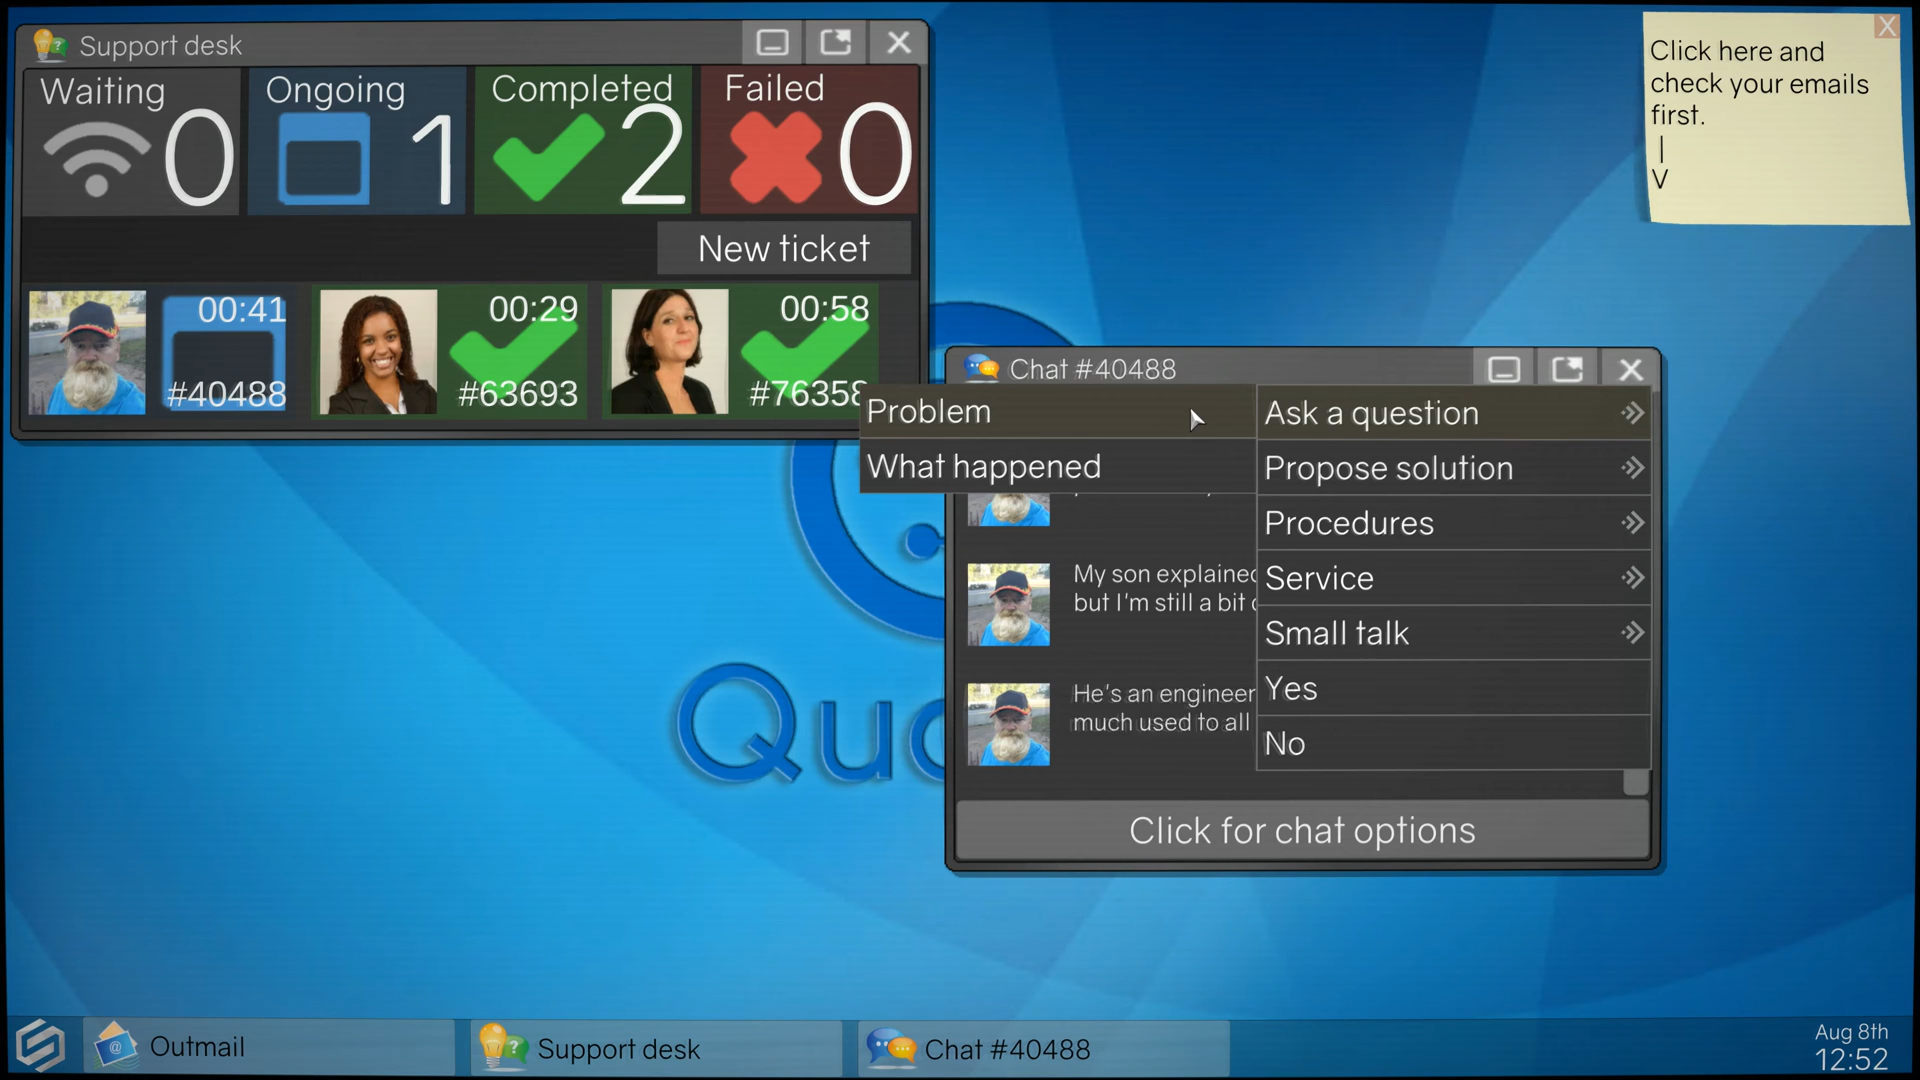 Support desk
Waiting
0
Ongoing
1
Completed
2
Failed
0
New ticket
00:41
#40488
00:29
#63693
00:58
#76358
Click here and
check your emails
first.
|
V
X
Chat #40488
Problem
What happened
Ask a question
Propose solution
Procedures
Service
Small talk
Yes
No
My son explained
but I'm still a bit
He's an engineer
much used to all
Click for chat options
Outmail
Support desk
Chat #40488
Aug 8th
12:52